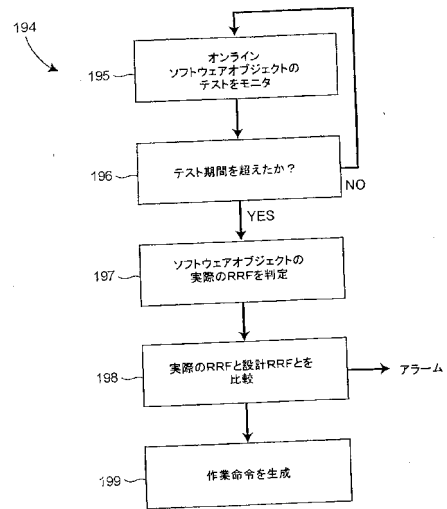 194
195
オンライン
ソフトウェアオブジェクトの
テストをモニタ
196
テスト期間を超えたか？
NO
YES
197
ソフトウェアオブジェクトの
実際のRRFを判定
198
実際のRRFと設計RRFとを
比較
アラーム
199
作業命令を生成